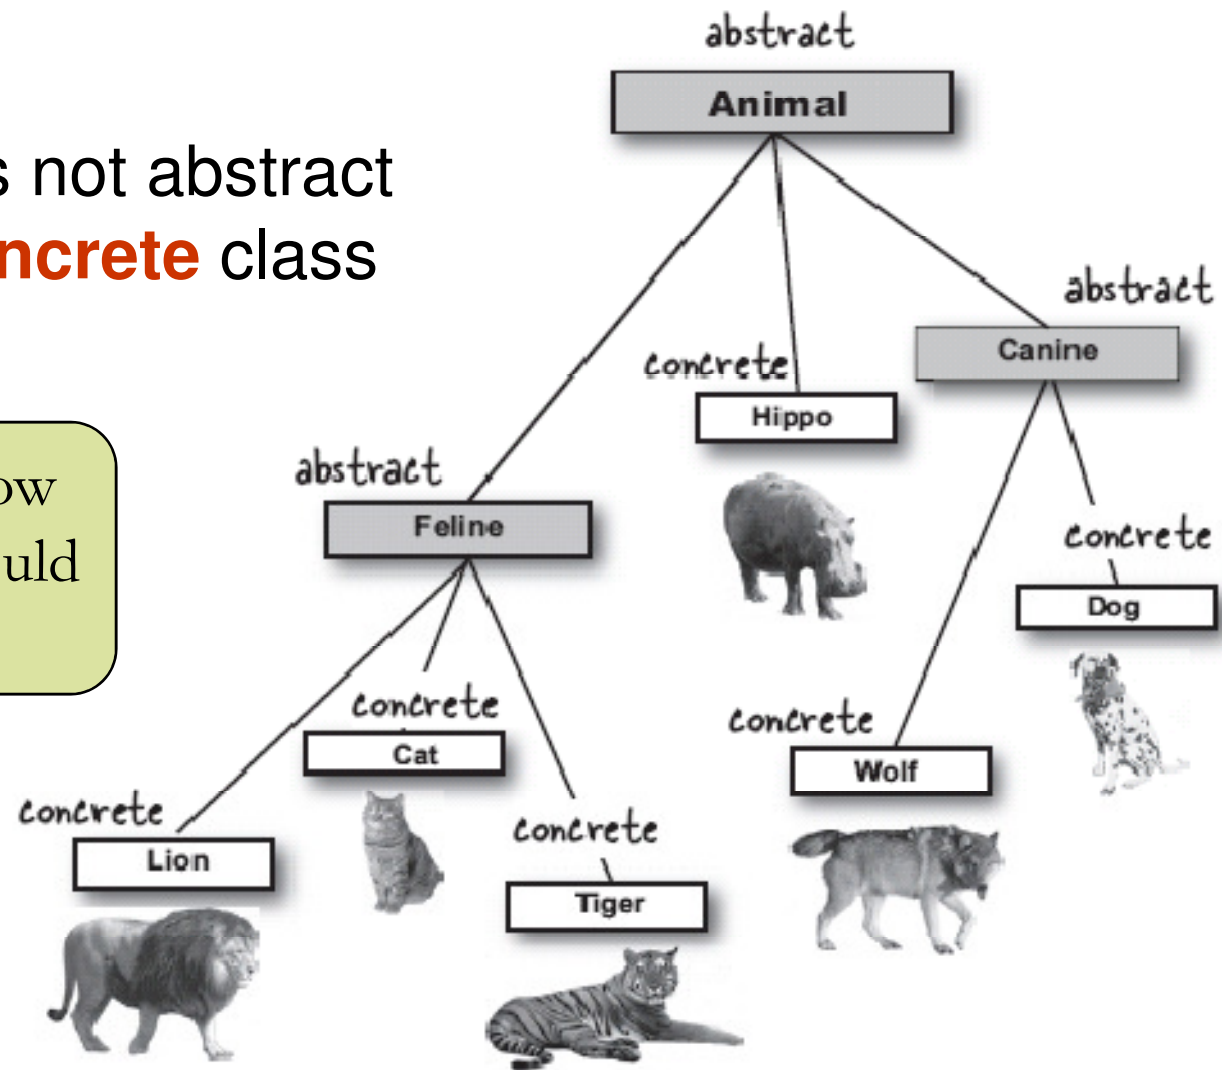 abstract
Animal
s not abstract
ncrete class
abstract
Canine
concrete
Hippo
ow
uld
abstract
Feline
concrete
Dog
concrete
Cat
concrete
Wolf
concrete
Lion
concrete
Tiger